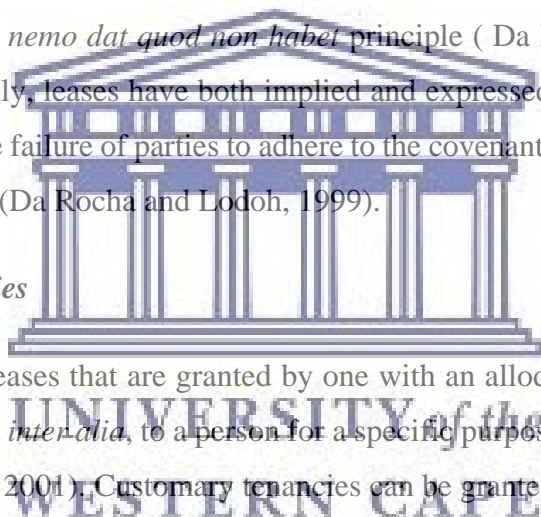 nemo dat quod non habet principle ( Da
ly, leases have both implied and expressed
e failure of parties to adhere to the covenant
(Da Rocha and Lodoh, 1999).
ies
eases that are granted by one with an alloc
UNIVERSITY of the
inter alia, to a person for a specific purpos
WESTERN CAPE
2001). Customary tenancies can be grante